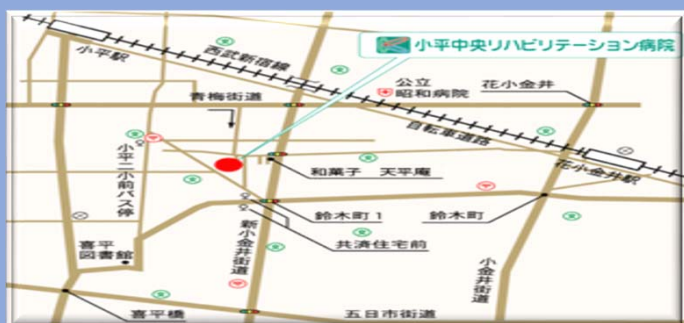 小平中央リハビリテーション病院
小平駅
西武新宿線
公立
昭和病院
花小金井
青梅街道
自転車道路
花小金井駅
小平二小前バス停
和菓子 天平庵
鈴木町1
鈴木町
共済住宅前
新小金井街道
小金井街道
喜平
図書館
喜平橋
五日市街道